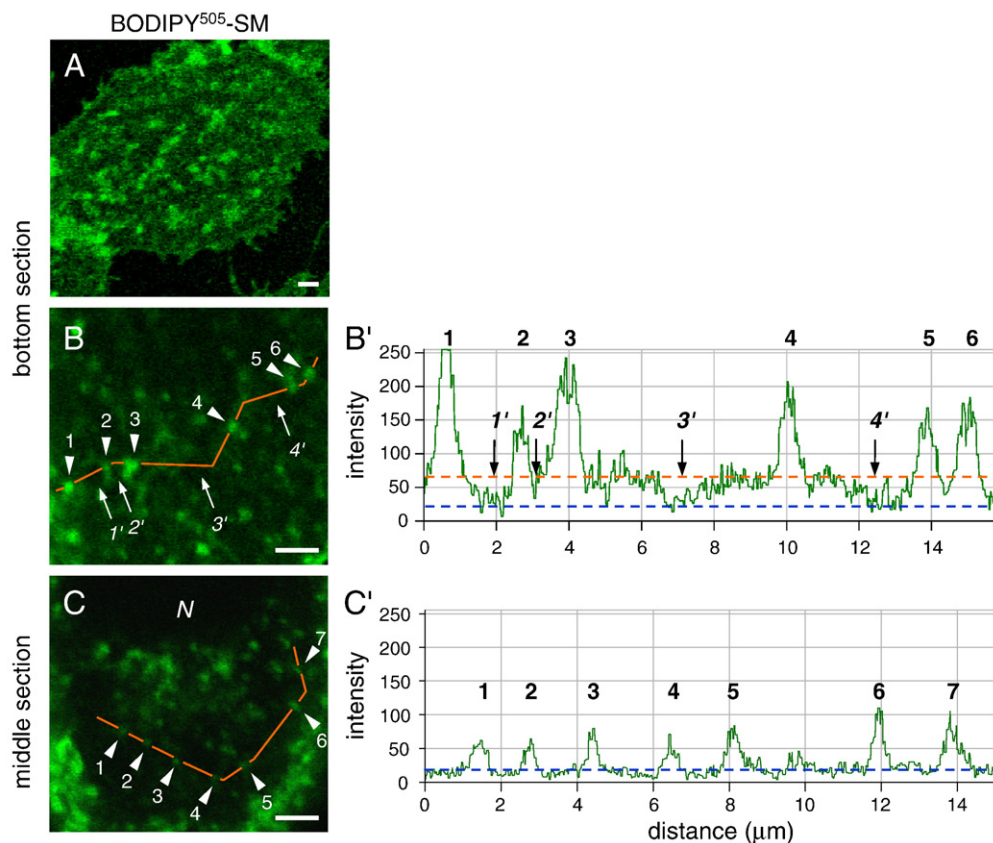 BODIPY505-SM
bottom section
A
B
1
2
3
4
5
6
1'
2'
3'
4'
B'
1 2 3 4 5 6
1' 2' 3' 4'
intensity
250
200
150
100
50
0
0 2 4 6 8 10 12 14
middle section
C
N
1
2
3
4
5
6
7
C'
1 2 3 4 5 6 7
intensity
250
200
150
100
50
0
0 2 4 6 8 10 12 14
distance (μm)